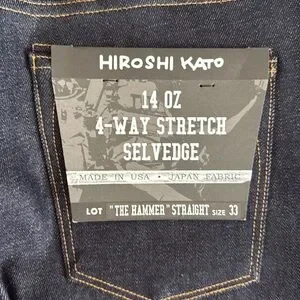 HIROSHI KATO
14 OZ
4-WAY STRETCH
SELVEDGE
MADE IN USA • JAPAN FABRIC
LOT "THE HAMMER" STRAIGHT SIZE 33